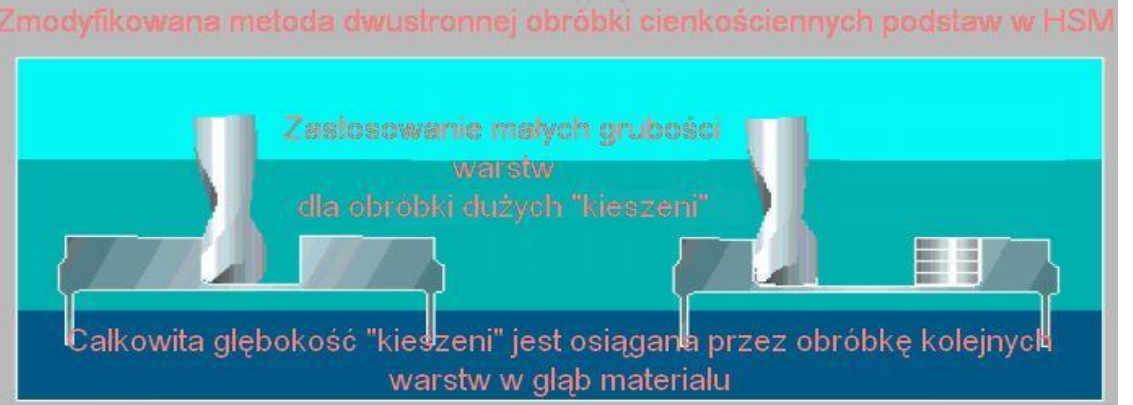 Zmodyfikowana metoda dwustronnej obróbki cienkościennych podstaw w HSM
Zastosowanie małych grubości
warstw
dla obróbki dużych "kieszeni"
Całkowita głębokość "kieszeni" jest osiągana przez obróbkę kolejnych
warstw w głąb materiału